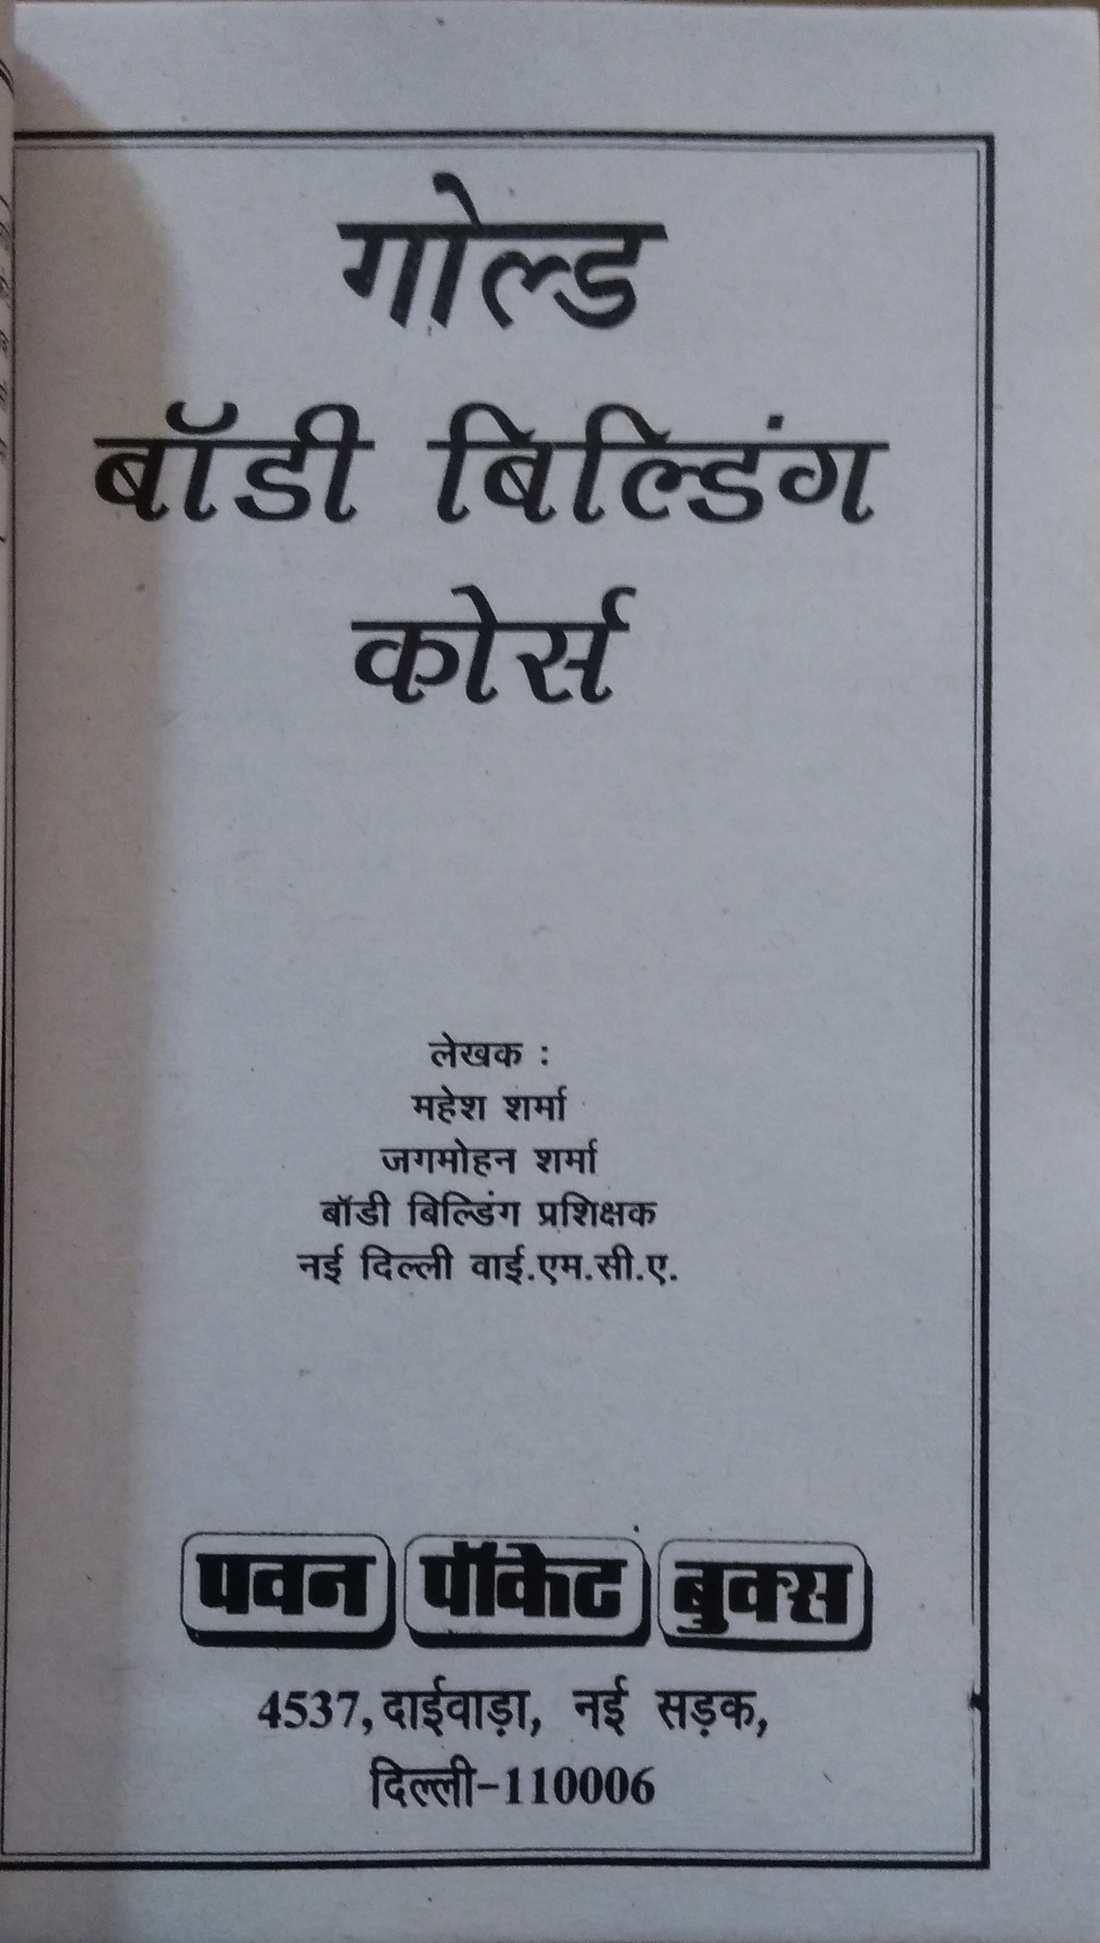 गोल्ड
बॉडी बिल्डिंग
कोर्स
लेखक :
महेश शर्मा
जगमोहन शर्मा
बॉडी बिल्डिंग प्रशिक्षक
नई दिल्ली वाई.एम.सी.ए.
पवन पॉकेट बुक्स
4537, दाईवाड़ा, नई सड़क,
दिल्ली-110006